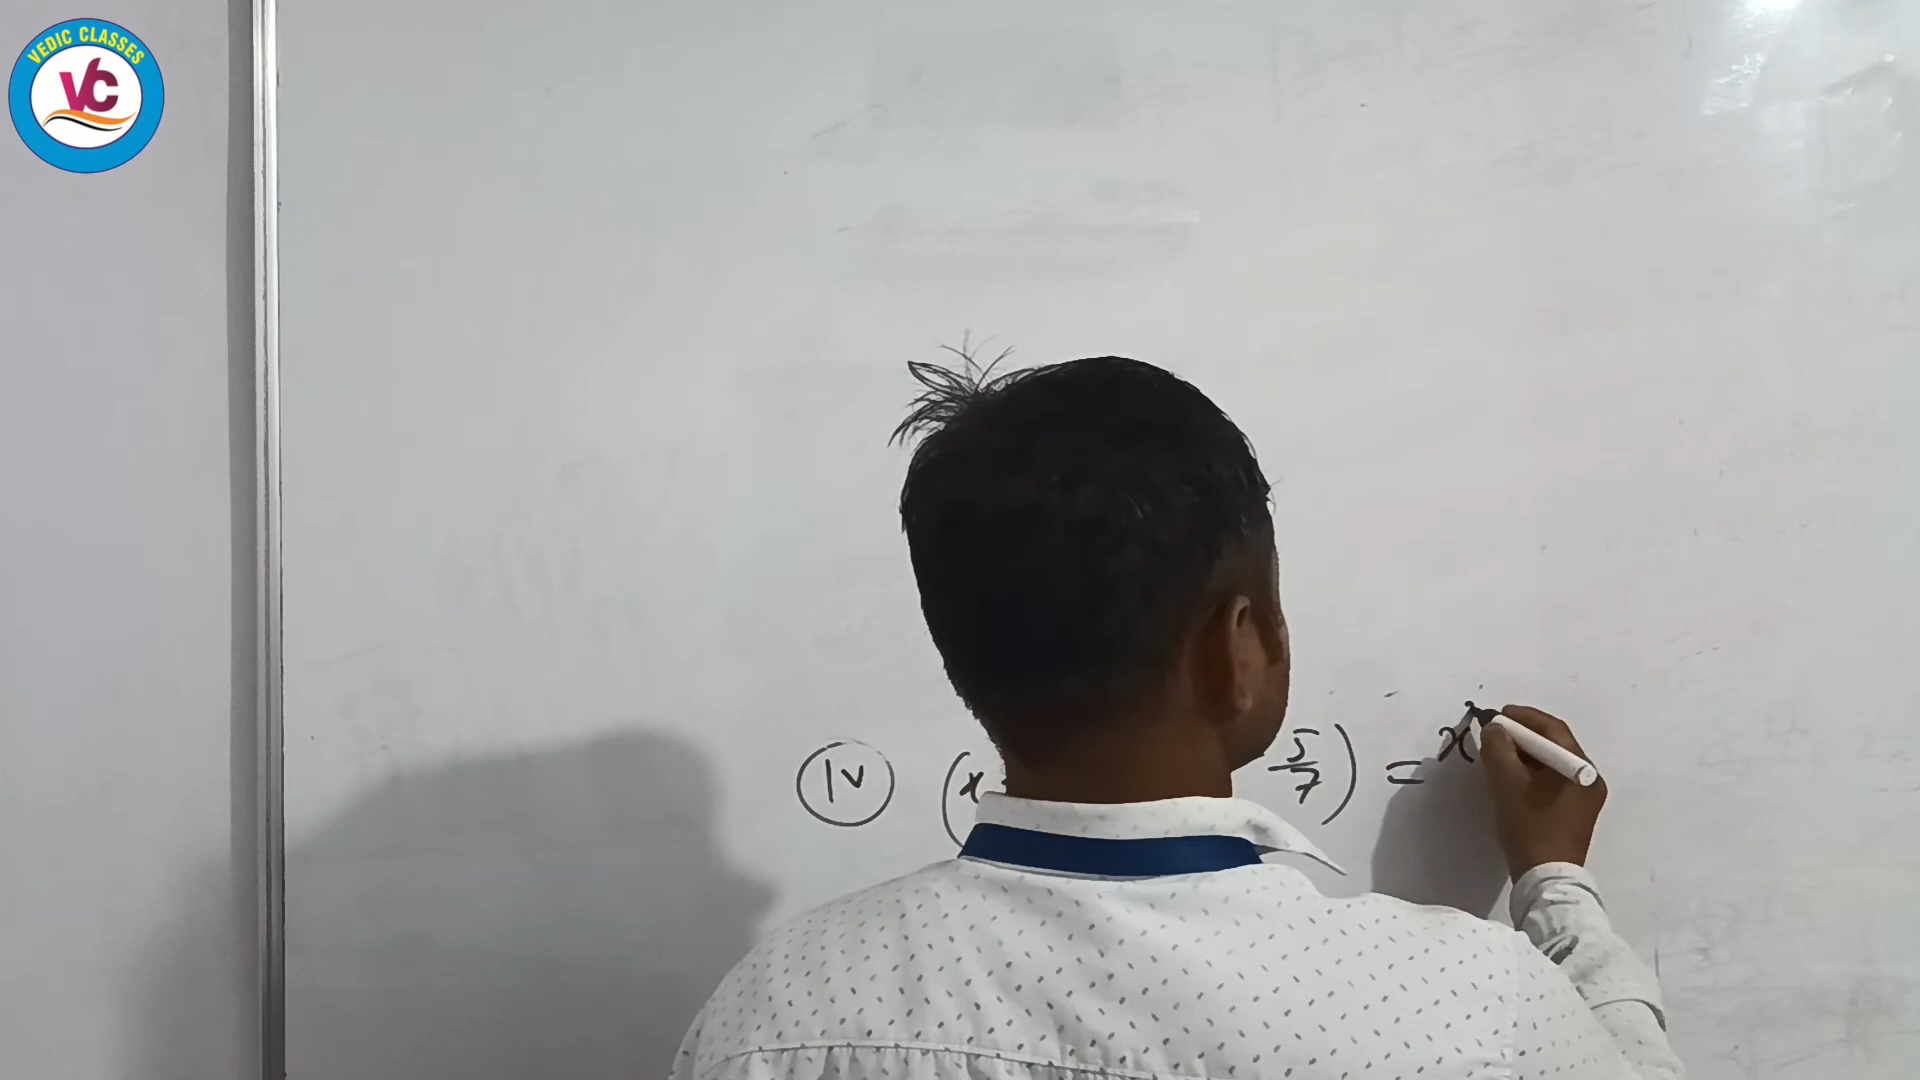 VEDIC CLASSES
VC
IV (x 5/7) = x